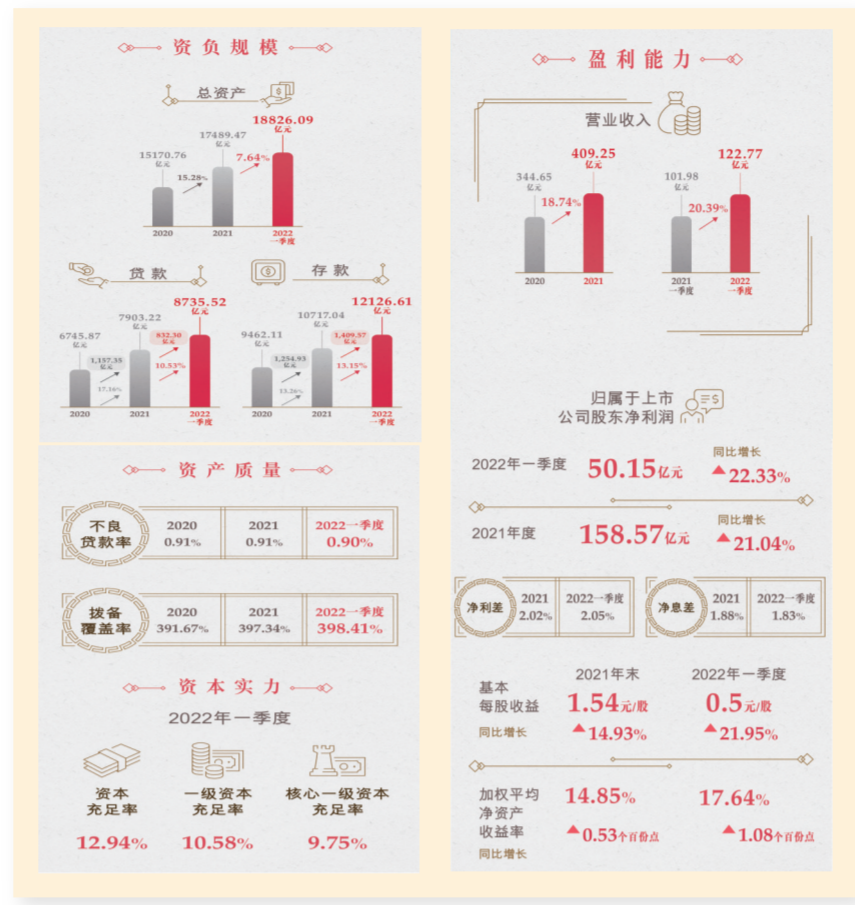 资负规模
总资产
18826.09
亿元
17489.47
亿元
15170.76
亿元
15.28%
7.64%
2020
2021
2022
一季度
贷款
8735.52
亿元
7903.22
亿元
6745.87
亿元
832.30
亿元
1,157.35
亿元
10.53%
17.16%
2020
2021
2022
一季度
存款
12126.61
亿元
10717.04
亿元
9462.11
亿元
1,409.57
亿元
1,254.93
亿元
13.15%
13.26%
2020
2021
2022
一季度
资产质量
不良
贷款率
2020
0.91%
2021
0.91%
2022一季度
0.90%
拨备
覆盖率
2020
391.67%
2021
397.34%
2022一季度
398.41%
资本实力
2022年一季度
资本
充足率
12.94%
一级资本
充足率
10.58%
核心一级资本
充足率
9.75%
盈利能力
营业收入
409.25
亿元
344.65
亿元
18.74%
2020
2021
122.77
亿元
101.98
亿元
20.39%
2021
一季度
2022
一季度
归属于上市
公司股东净利润
2022年一季度 50.15亿元
同比增长
22.33%
2021年度 158.57亿元
同比增长
21.04%
净利差
2021
2.02%
2022一季度
2.05%
净息差
2021
1.88%
2022一季度
1.83%
2021年末 2022年一季度
基本
每股收益
1.54元/股 0.5元/股
同比增长
14.93% 21.95%
加权平均
净资产
收益率
14.85% 17.64%
同比增长
0.53个百份点 1.08个百份点